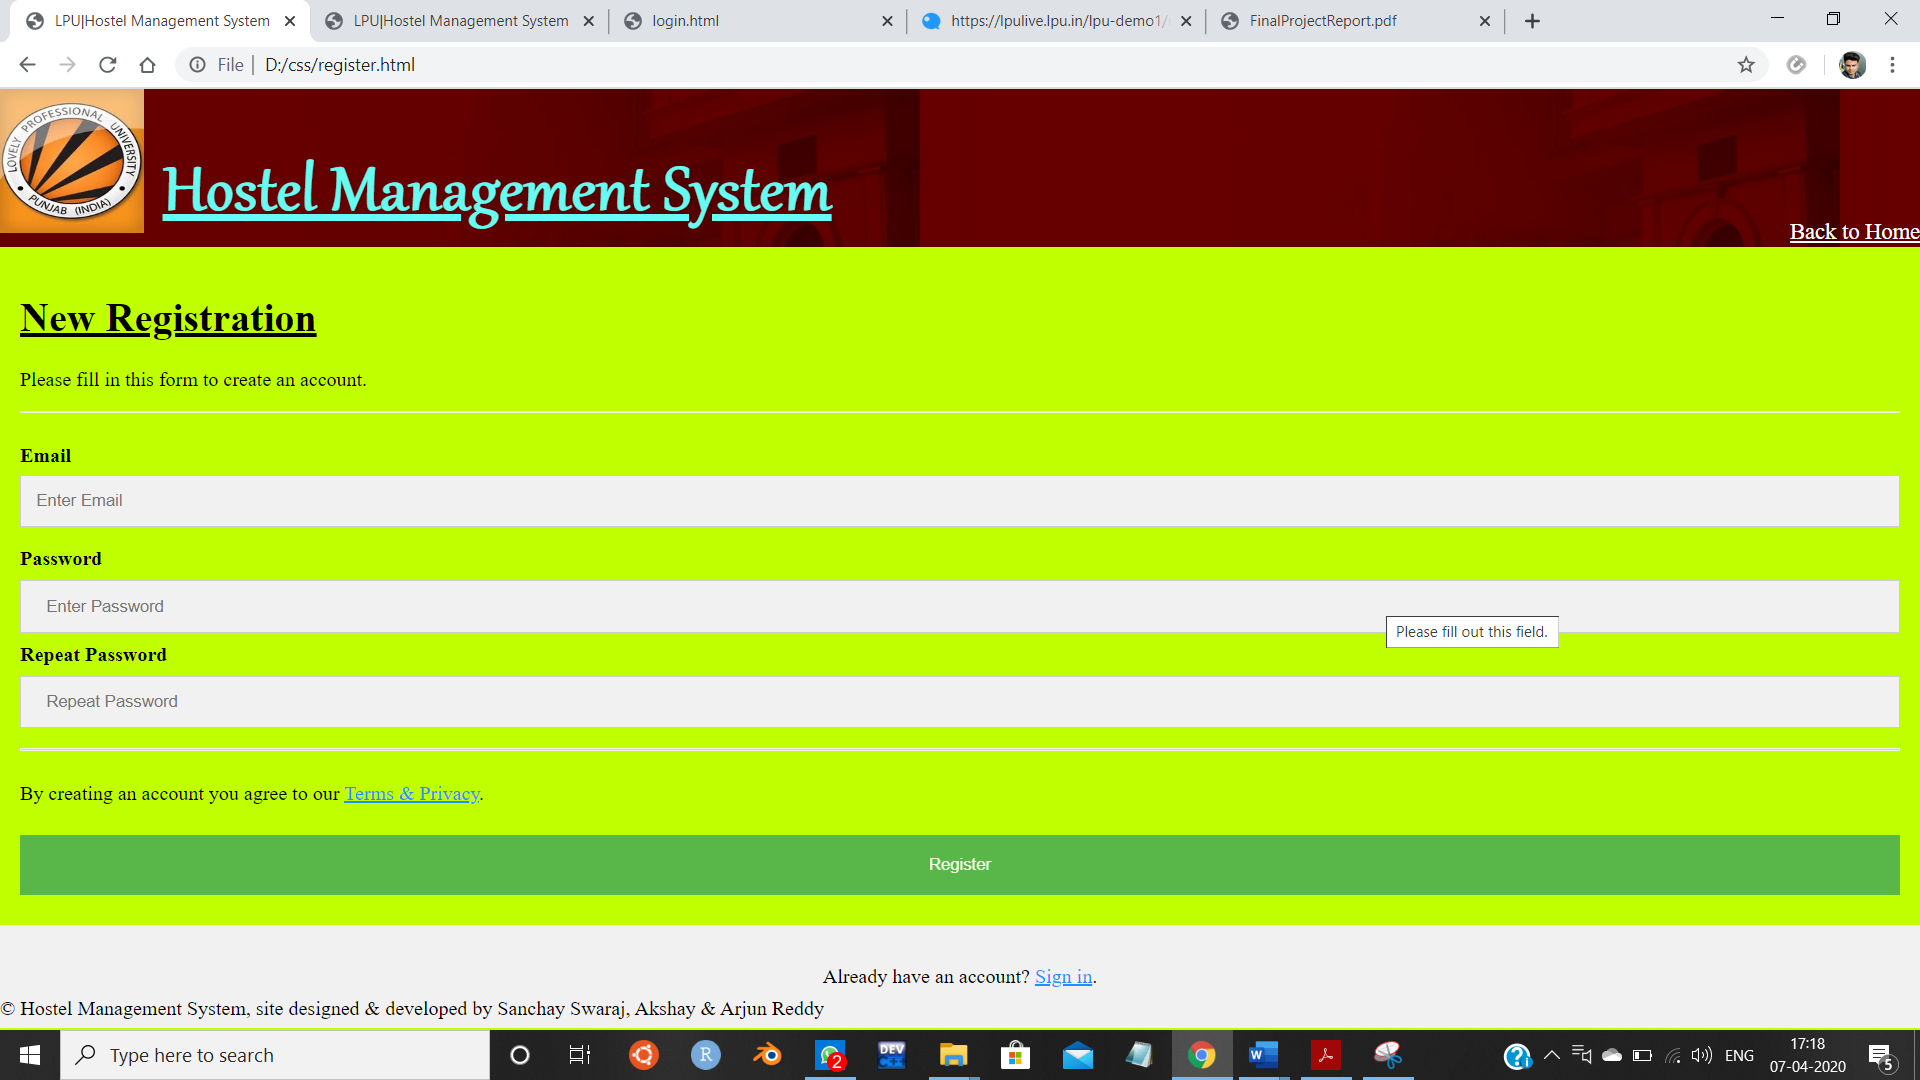 LPU|Hostel Management System
LPU|Hostel Management System
login.html
https://lpulive.lpu.in/lpu-demo1/
FinalProjectReport.pdf
File | D:/css/register.html
LOVELY PROFESSIONAL UNIVERSITY
PUNJAB (INDIA)
Hostel Management System
Back to Home
New Registration
Please fill in this form to create an account.
Email
Enter Email
Password
Enter Password
Please fill out this field.
Repeat Password
Repeat Password
By creating an account you agree to our Terms & Privacy.
Register
Already have an account? Sign in.
© Hostel Management System, site designed & developed by Sanchay Swaraj, Akshay & Arjun Reddy
Type here to search
R
2
DEV
C++
W
ENG
17:18
07-04-2020
5